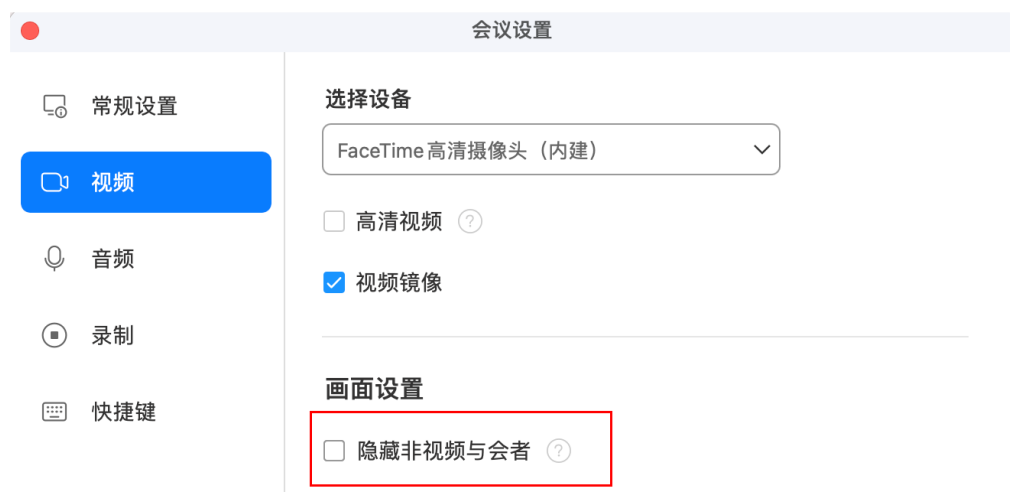 会议设置
常规设置
视频
音频
录制
快捷键
选择设备
FaceTime高清摄像头（内建）
高清视频 ?
视频镜像
画面设置
隐藏非视频与会者 ?